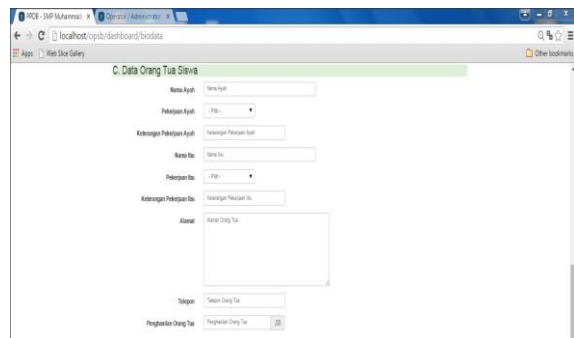 PPDB - SMP Muhammadi
Operator / Administrator
localhost/cipsb/dashboard/biodata
Apps
Web Slice Gallery
Other bookmarks
C. Data Orang Tua Siswa
Nama Ayah Nama Ayah
Pekerjaan Ayah - Pilih -
Keterangan Pekerjaan Ayah Keterangan Pekerjaan Ayah
Nama Ibu Nama Ibu
Pekerjaan Ibu - Pilih -
Keterangan Pekerjaan Ibu Keterangan Pekerjaan Ibu
Alamat Alamat Orang Tua
Telepon Telepon Orang Tua
Penghasilan Orang Tua Penghasilan Orang Tua